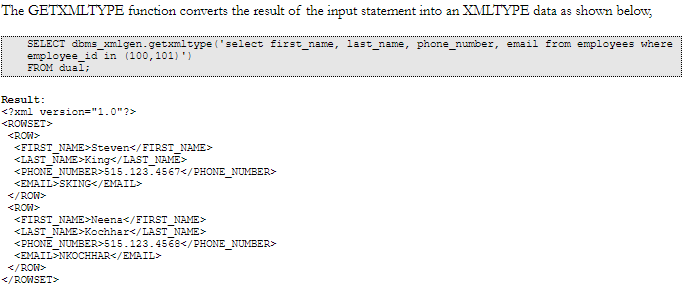 The GETXMLTYPE function converts the result of the input statement into an XMLTYPE data as shown below,
SELECT dbms_xmlgen.getxmltype('select first_name, last_name, phone_number, email from employees where
employee_id in (100,101)')
FROM dual;
Result:
<?xml version="1.0"?>
<ROWSET>
<ROW>
<FIRST_NAME>Steven</FIRST_NAME>
<LAST_NAME>King</LAST_NAME>
<PHONE_NUMBER>515.123.4567</PHONE_NUMBER>
<EMAIL>SKING</EMAIL>
</ROW>
<ROW>
<FIRST_NAME>Neena</FIRST_NAME>
<LAST_NAME>Kochhar</LAST_NAME>
<PHONE_NUMBER>515.123.4568</PHONE_NUMBER>
<EMAIL>NKOCHHAR</EMAIL>
</ROW>
</ROWSET>